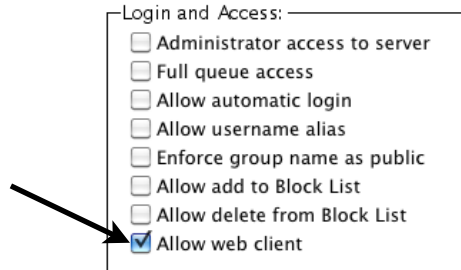 Login and Access:
Administrator access to server
Full queue access
Allow automatic login
Allow username alias
Enforce group name as public
Allow add to Block List
Allow delete from Block List
Allow web client